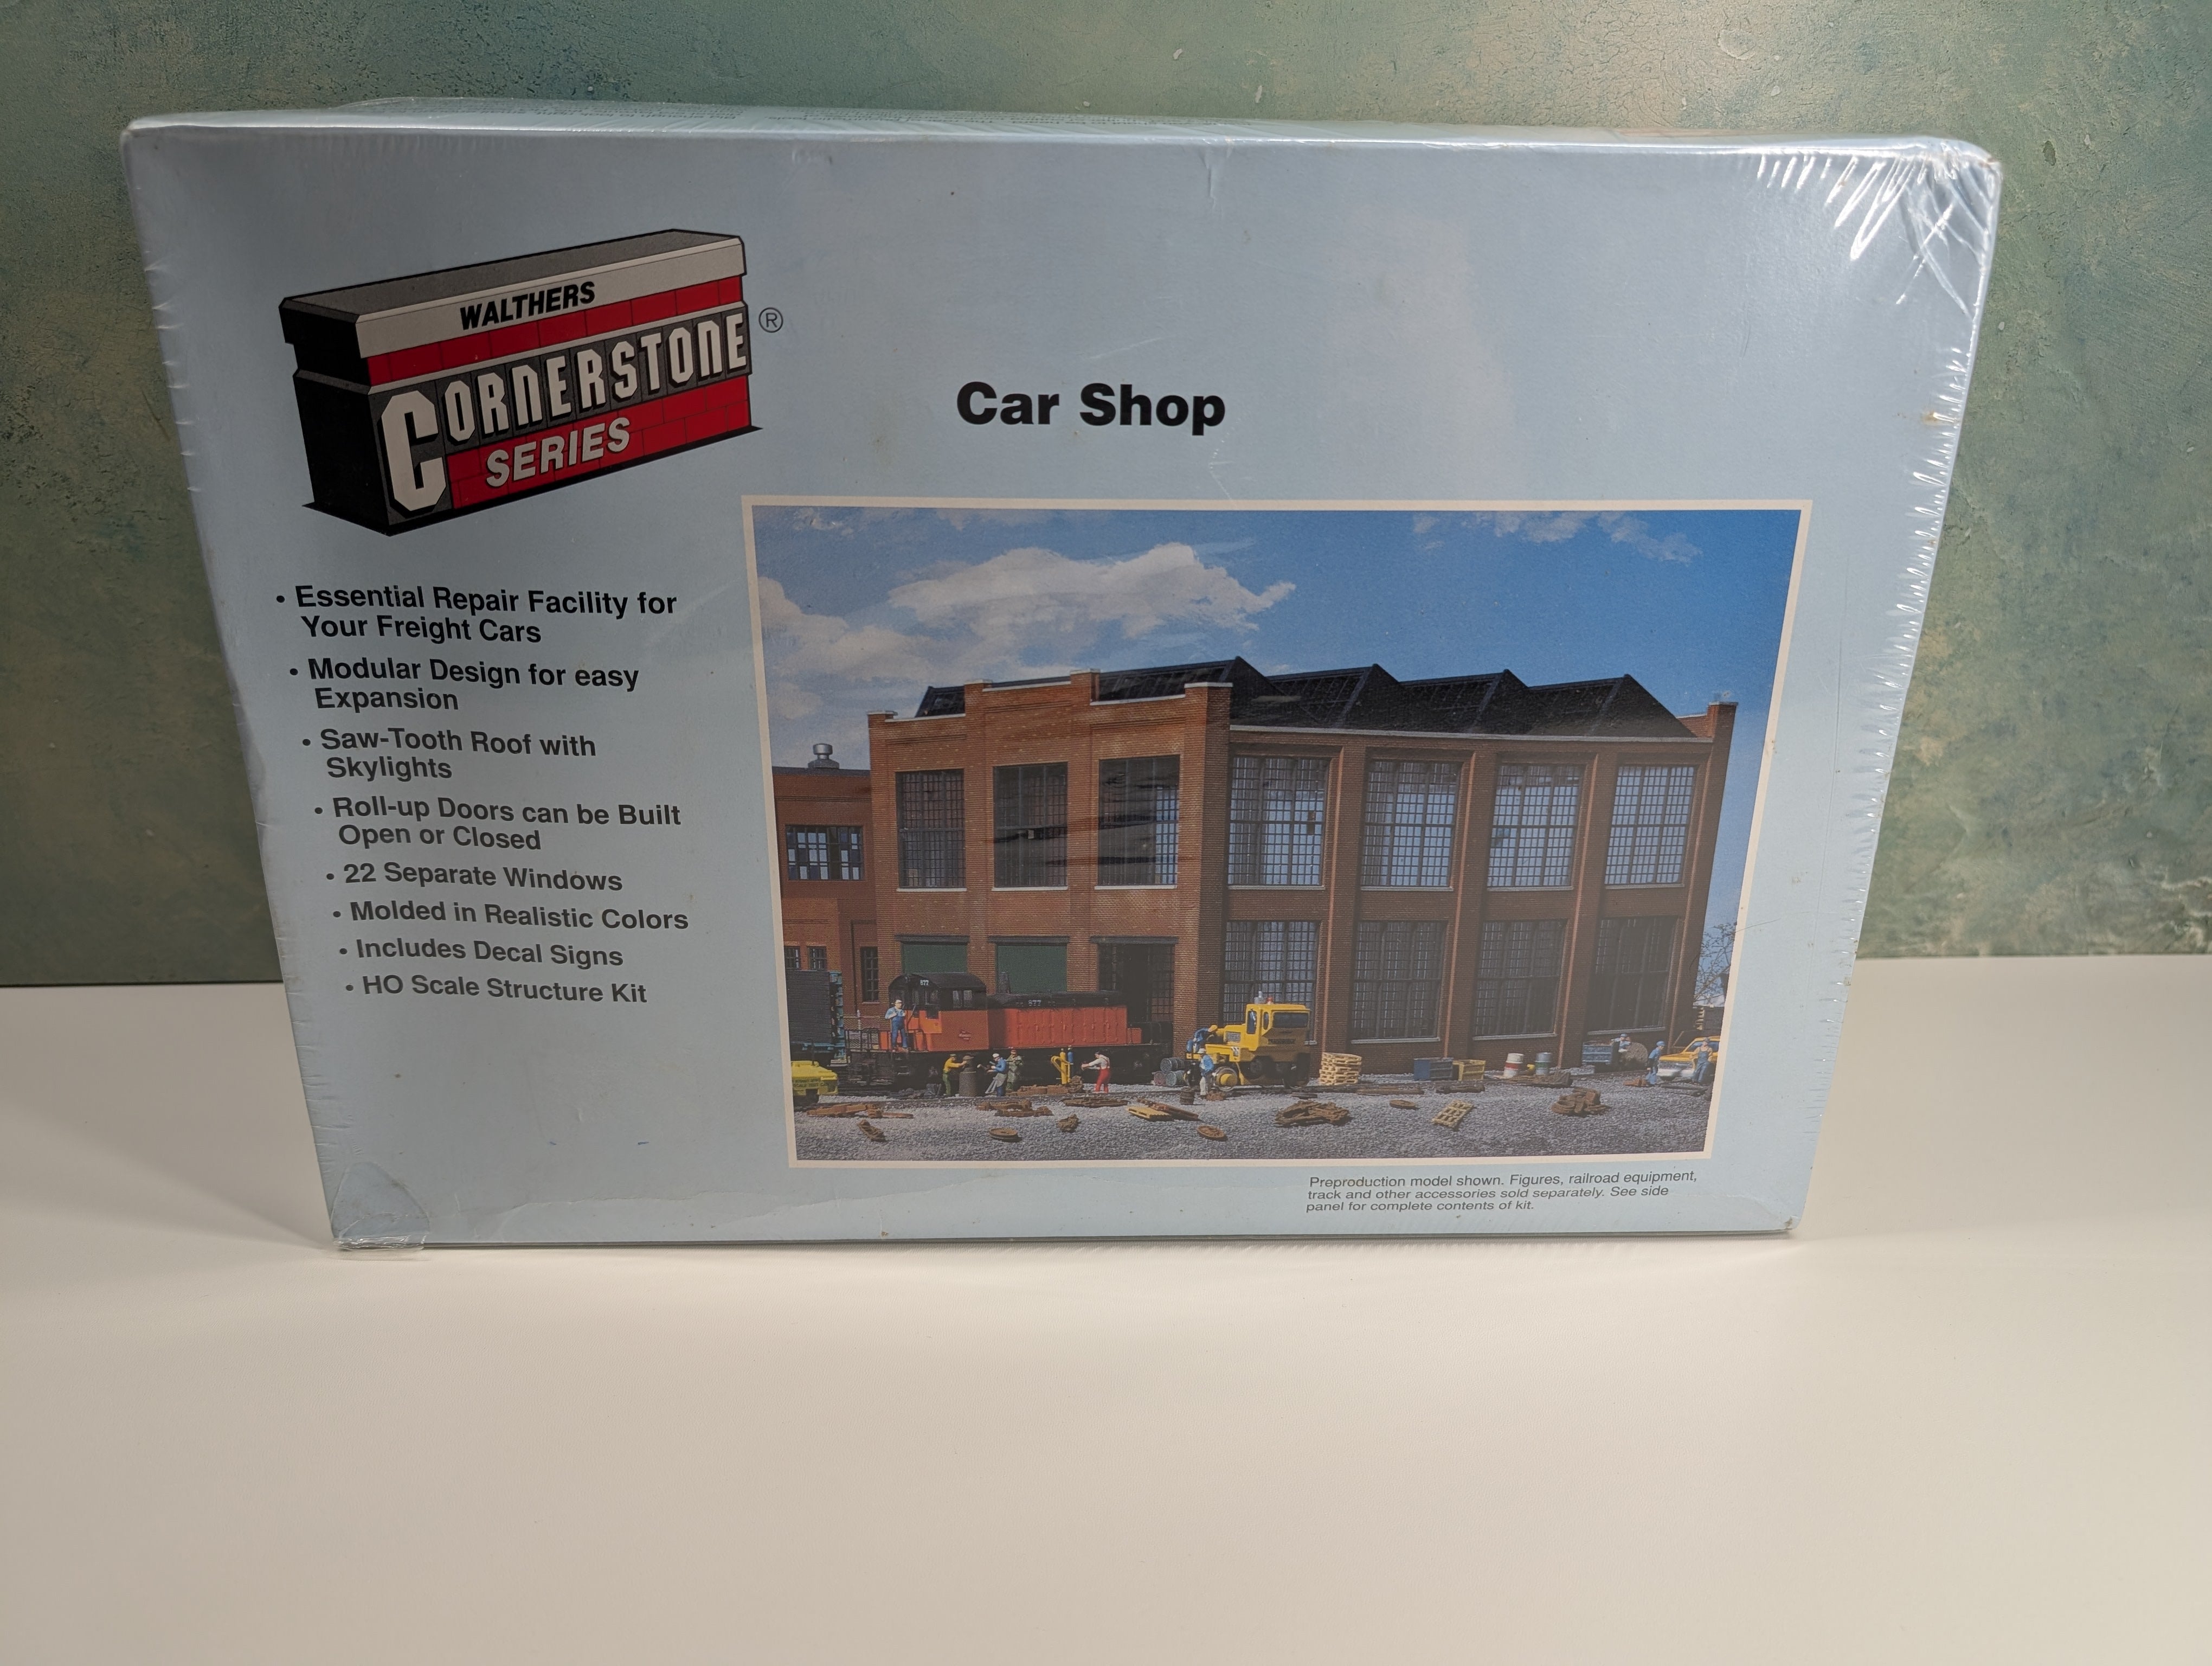 WALTHERS
CORNERSTONE ®
SERIES
Car Shop
• Essential Repair Facility for
Your Freight Cars
• Modular Design for easy
Expansion
• Saw-Tooth Roof with
Skylights
• Roll-up Doors can be Built
Open or Closed
• 22 Separate Windows
• Molded in Realistic Colors
• Includes Decal Signs
• HO Scale Structure Kit
877
877
Preproduction model shown. Figures, railroad equipment,
track and other accessories sold separately. See side
panel for complete contents of kit.